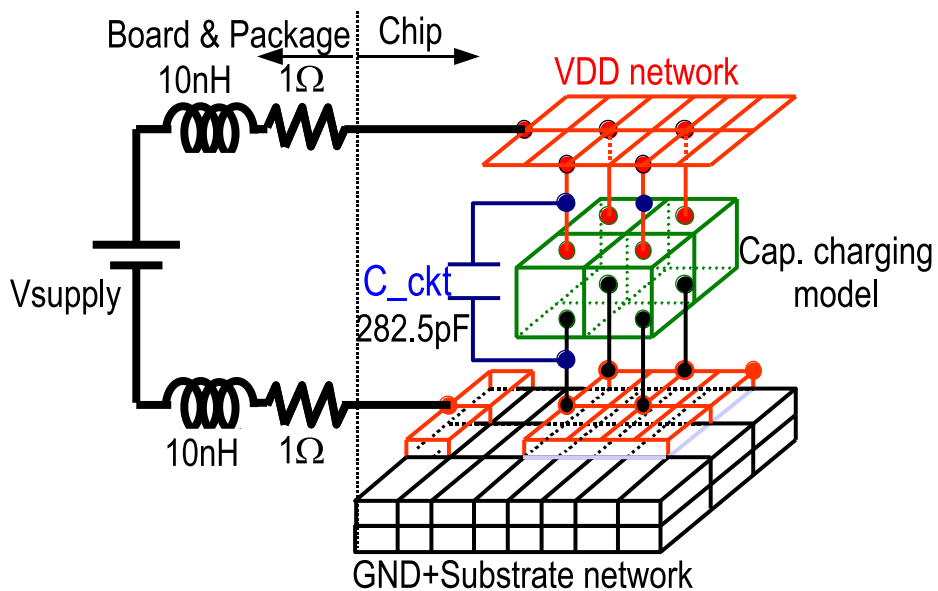 Board & Package
Chip
10nH
1Ω
VDD network
Vsupply
C_ckt
282.5pF
Cap. charging
model
10nH
1Ω
GND+Substrate network